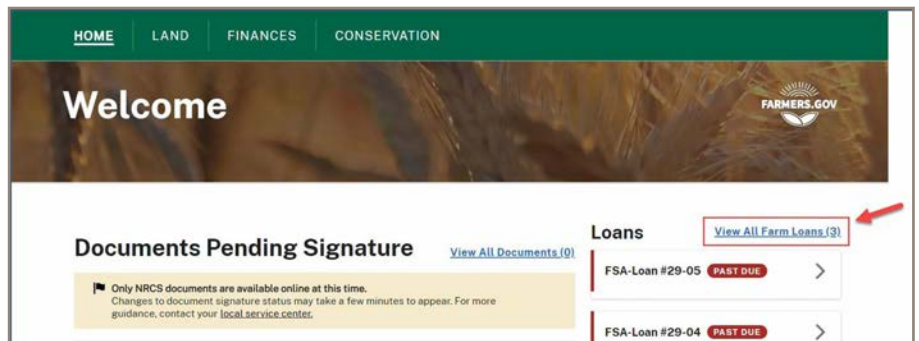 HOME LAND FINANCES CONSERVATION
Welcome
FARMERS.GOV
Documents Pending Signature View All Documents (0)
Only NRCS documents are available online at this time.
Changes to document signature status may take a few minutes to appear. For more
guidance, contact your local service center.
Loans View All Farm Loans (3)
FSA-Loan #29-05 PAST DUE
FSA-Loan #29-04 PAST DUE